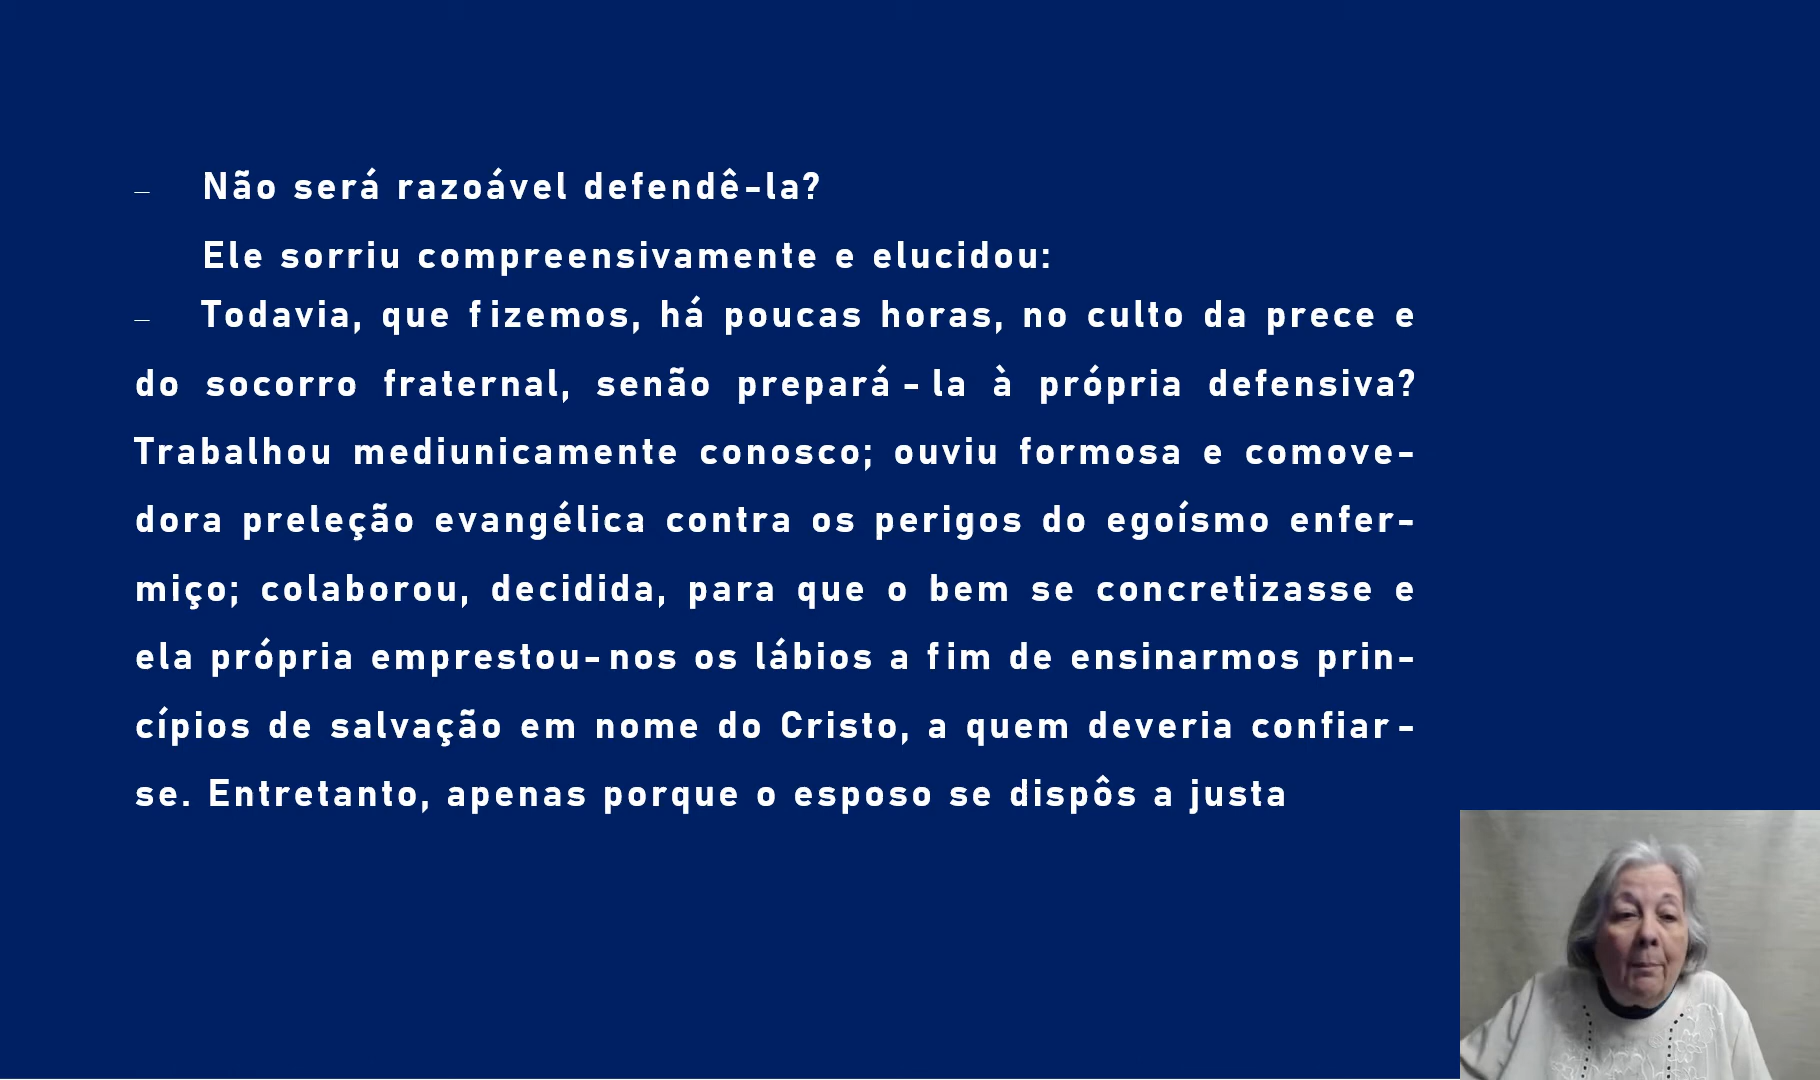 – Não será razoável defendê-la?
Ele sorriu compreensivamente e elucidou:
– Todavia, que fizemos, há poucas horas, no culto da prece e
do socorro fraternal, senão prepará-la à própria defensiva?
Trabalhou mediunicamente conosco; ouviu formosa e comove-
dora preleção evangélica contra os perigos do egoísmo enfer-
miço; colaborou, decidida, para que o bem se concretizasse e
ela própria emprestou-nos os lábios a fim de ensinarmos prin-
cípios de salvação em nome do Cristo, a quem deveria confiar-
se. Entretanto, apenas porque o esposo se dispôs a justa